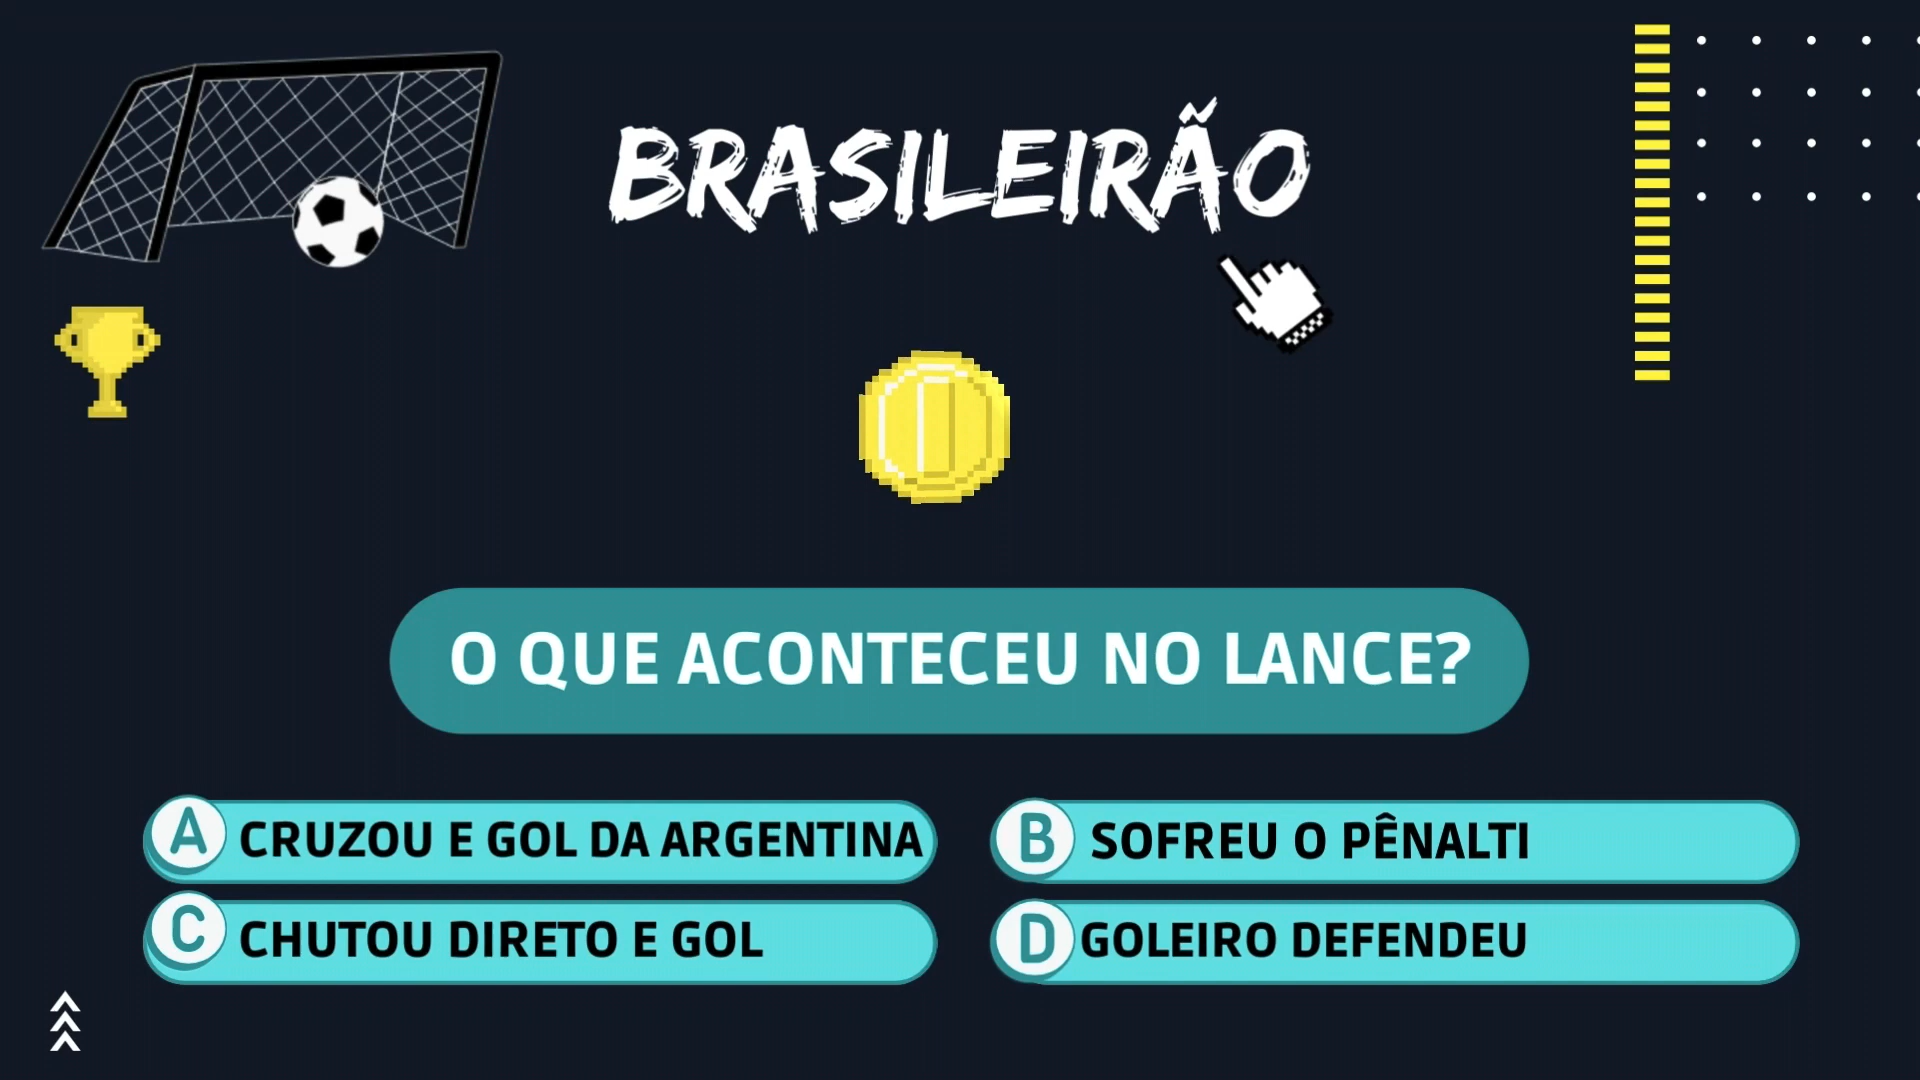 BRASILEIRÃO
O QUE ACONTECEU NO LANCE?
A CRUZOU E GOL DA ARGENTINA
B SOFREU O PÊNALTI
C CHUTOU DIRETO E GOL
D GOLEIRO DEFENDEU